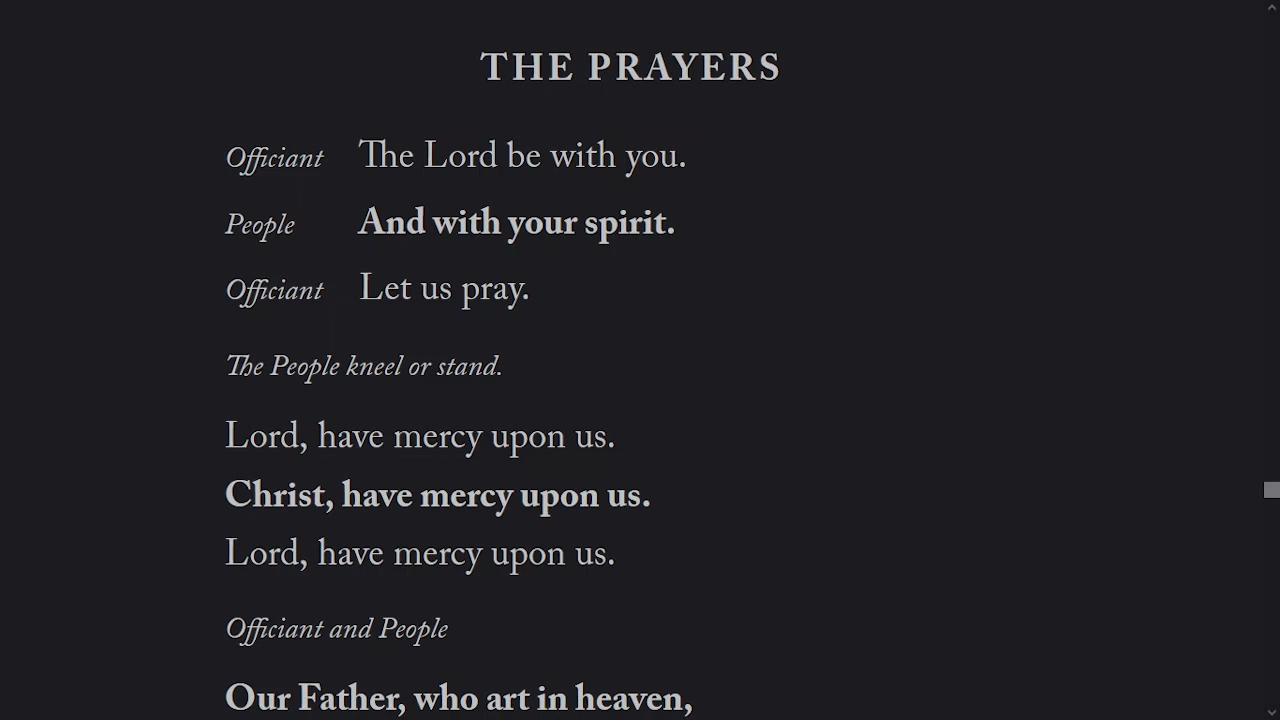 THE PRAYERS
Officiant The Lord be with you.
People And with your spirit.
Officiant Let us pray.
The People kneel or stand.
Lord, have mercy upon us.
Christ, have mercy upon us.
Lord, have mercy upon us.
Officiant and People
Our Father, who art in heaven,